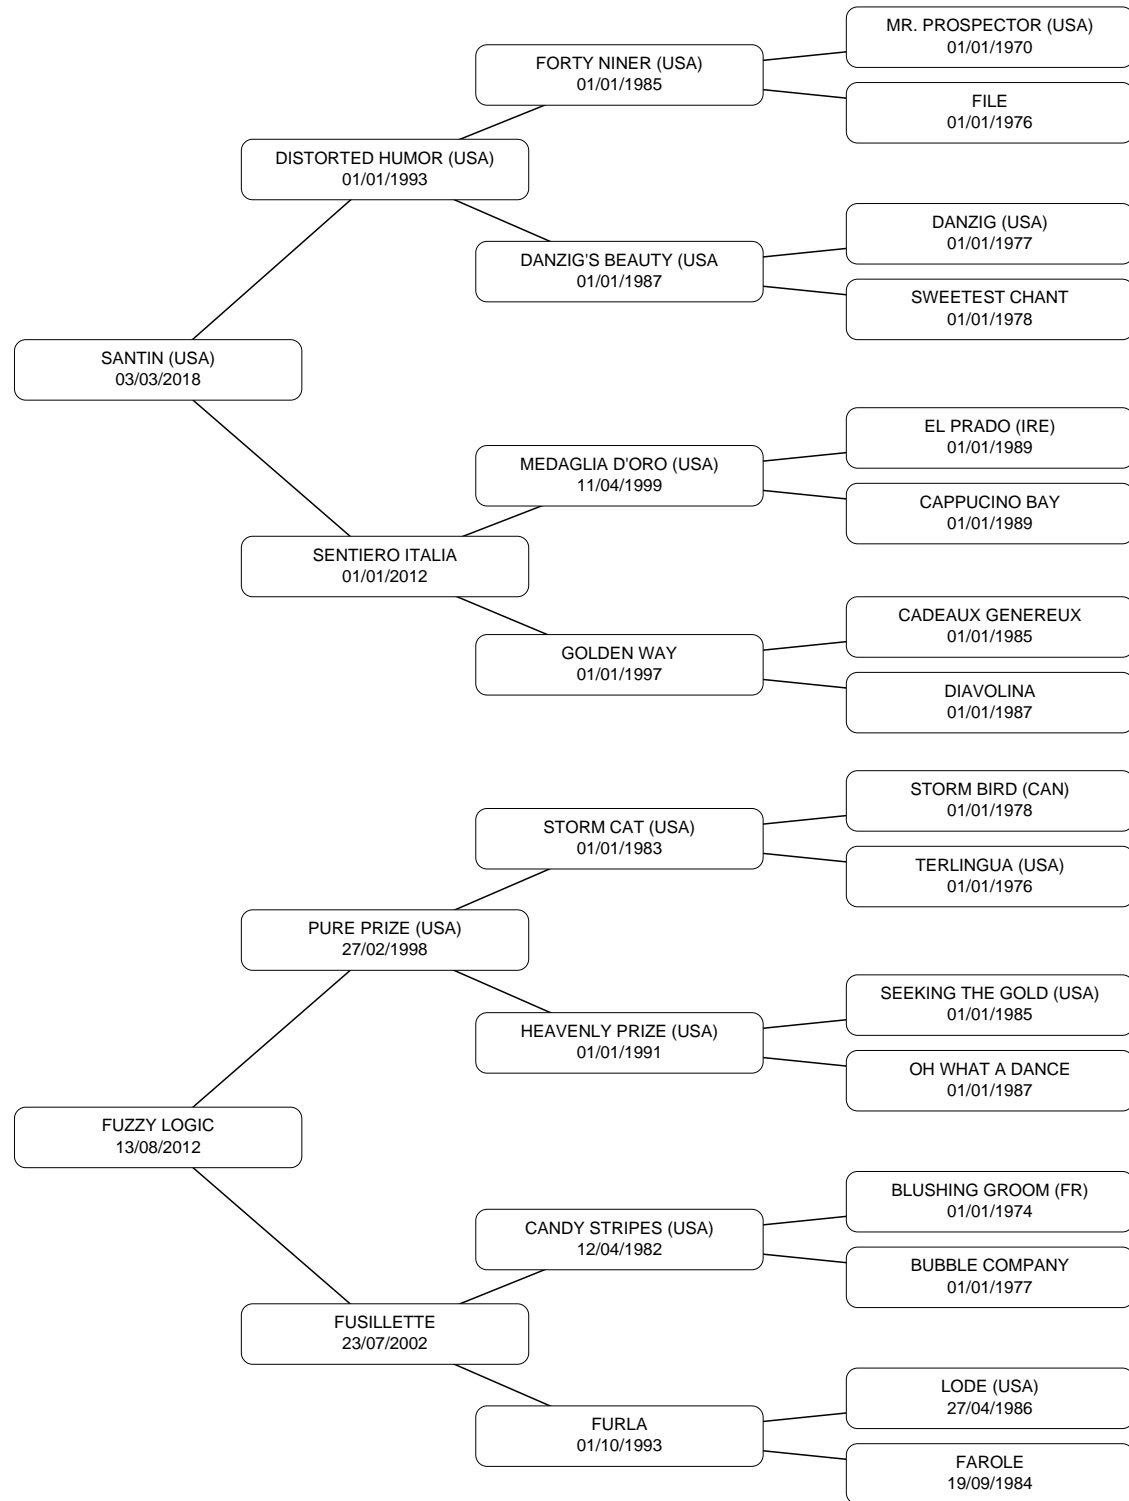 MR. PROSPECTOR (USA)
01/01/1970
FORTY NINER (USA)
01/01/1985
FILE
01/01/1976
DISTORTED HUMOR (USA)
01/01/1993
DANZIG (USA)
01/01/1977
DANZIG'S BEAUTY (USA
01/01/1987
SWEETEST CHANT
01/01/1978
SANTIN (USA)
03/03/2018
EL PRADO (IRE)
01/01/1989
MEDAGLIA D'ORO (USA)
11/04/1999
CAPPUCINO BAY
01/01/1989
SENTIERO ITALIA
01/01/2012
CADEAUX GENEREUX
01/01/1985
GOLDEN WAY
01/01/1997
DIAVOLINA
01/01/1987
STORM BIRD (CAN)
01/01/1978
STORM CAT (USA)
01/01/1983
TERLINGUA (USA)
01/01/1976
PURE PRIZE (USA)
27/02/1998
SEEKING THE GOLD (USA)
01/01/1985
HEAVENLY PRIZE (USA)
01/01/1991
OH WHAT A DANCE
01/01/1987
FUZZY LOGIC
13/08/2012
BLUSHING GROOM (FR)
01/01/1974
CANDY STRIPES (USA)
12/04/1982
BUBBLE COMPANY
01/01/1977
FUSILLETTE
23/07/2002
LODE (USA)
27/04/1986
FURLA
01/10/1993
FAROLE
19/09/1984